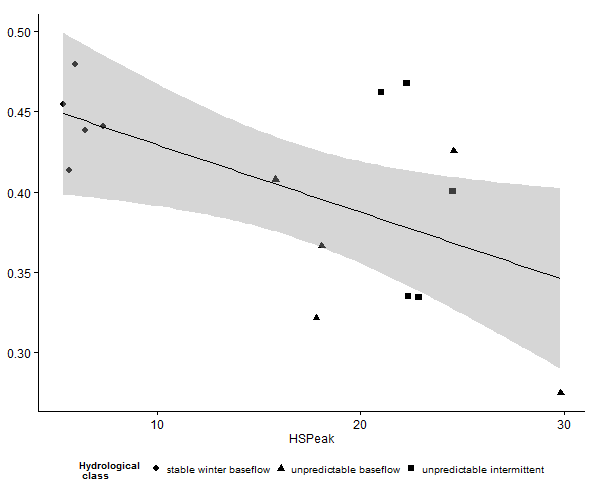 0.50
0.45
0.40
0.35
0.30
10 20 30
HSPeak
Hydrological
class
stable winter baseflow unpredictable baseflow unpredictable intermittent